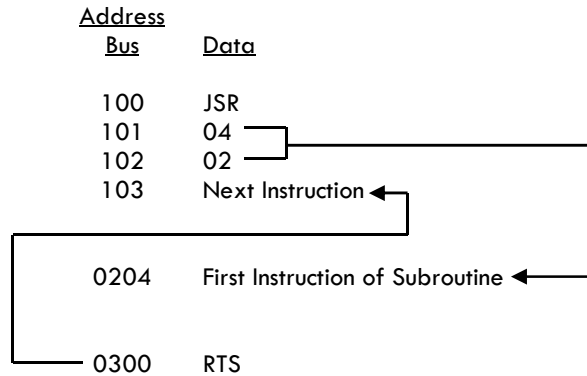 Address
Bus Data
100 JSR
101 04
102 02
103 Next Instruction
0204 First Instruction of Subroutine
0300 RTS